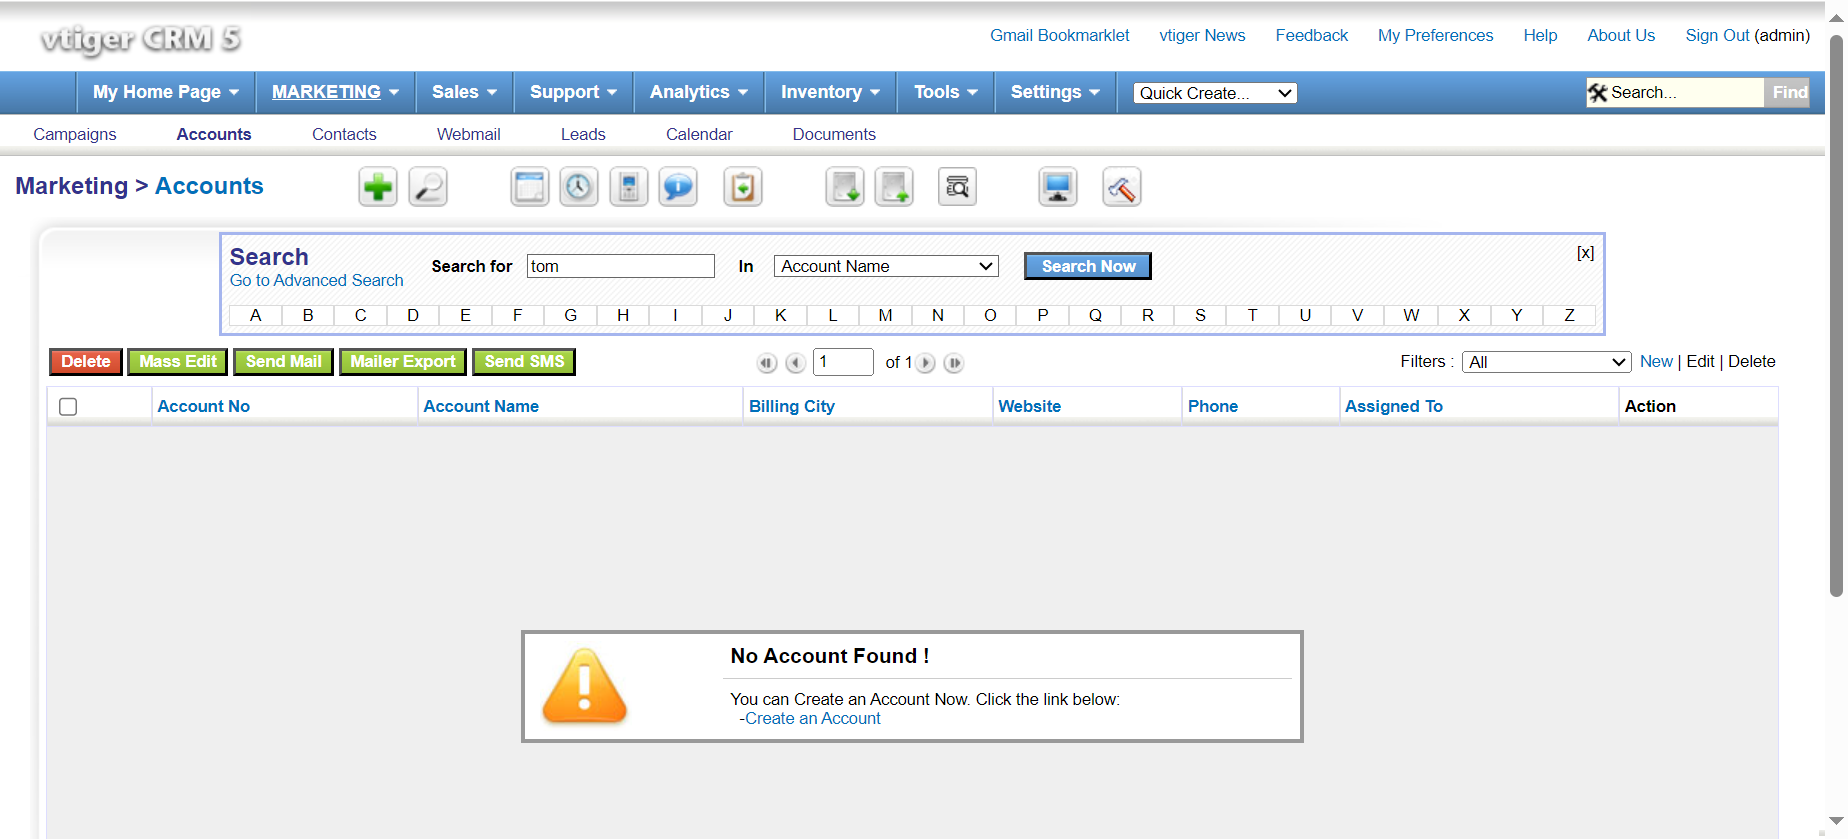 vtiger CRM 5
Gmail Bookmarklet vtiger News Feedback My Preferences Help About Us Sign Out (admin)
My Home Page MARKETING Sales Support Analytics Inventory Tools Settings Quick Create... Search... Find
Campaigns Accounts Contacts Webmail Leads Calendar Documents
Marketing > Accounts
[x]
Search
Go to Advanced Search
Search for tom In Account Name Search Now
A B C D E F G H I J K L M N O P Q R S T U V W X Y Z
Delete Mass Edit Send Mail Mailer Export Send SMS 1 of 1 Filters : All New | Edit | Delete
Account No Account Name Billing City Website Phone Assigned To Action
No Account Found !
You can Create an Account Now. Click the link below:
-Create an Account